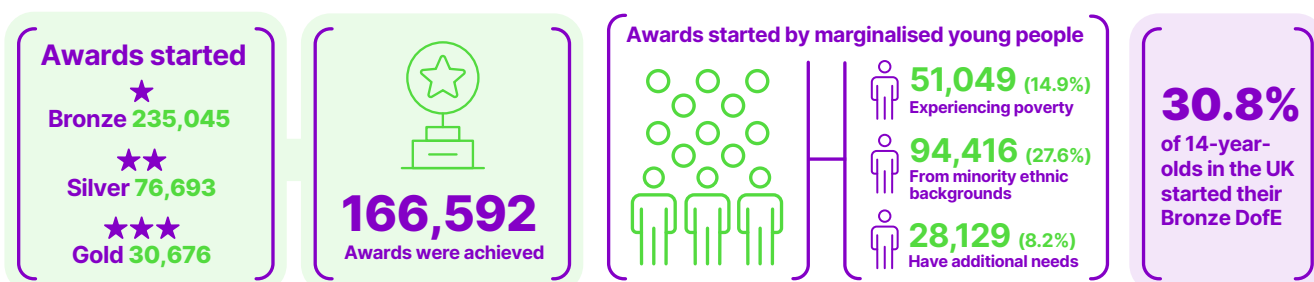 Awards started
Bronze 235,045
Silver 76,693
Gold 30,676
166,592
Awards were achieved
Awards started by marginalised young people
51,049 (14.9%)
Experiencing poverty
94,416 (27.6%)
From minority ethnic
backgrounds
28,129 (8.2%)
Have additional needs
30.8%
of 14-year-
olds in the UK
started their
Bronze DofE